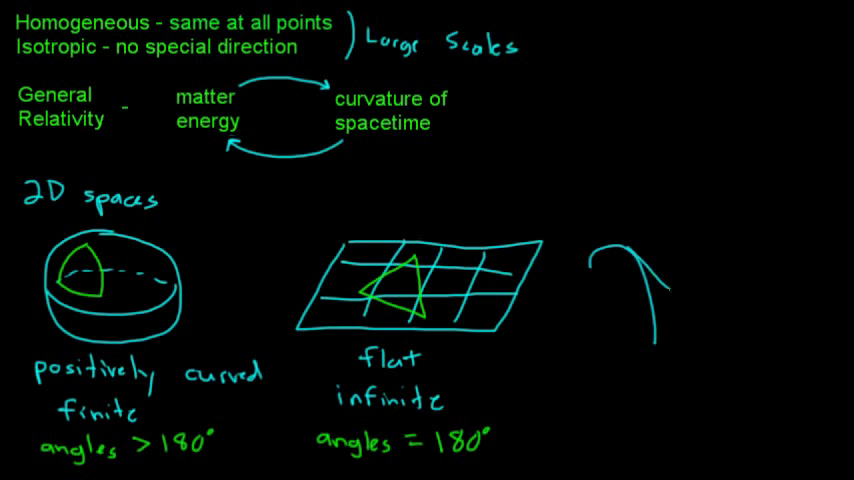 Homogeneous - same at all points
Isotropic - no special direction
Large Scales
General Relativity - matter energy
curvature of spacetime
2D spaces
positively curved
finite
angles > 180°
flat
infinite
angles = 180°